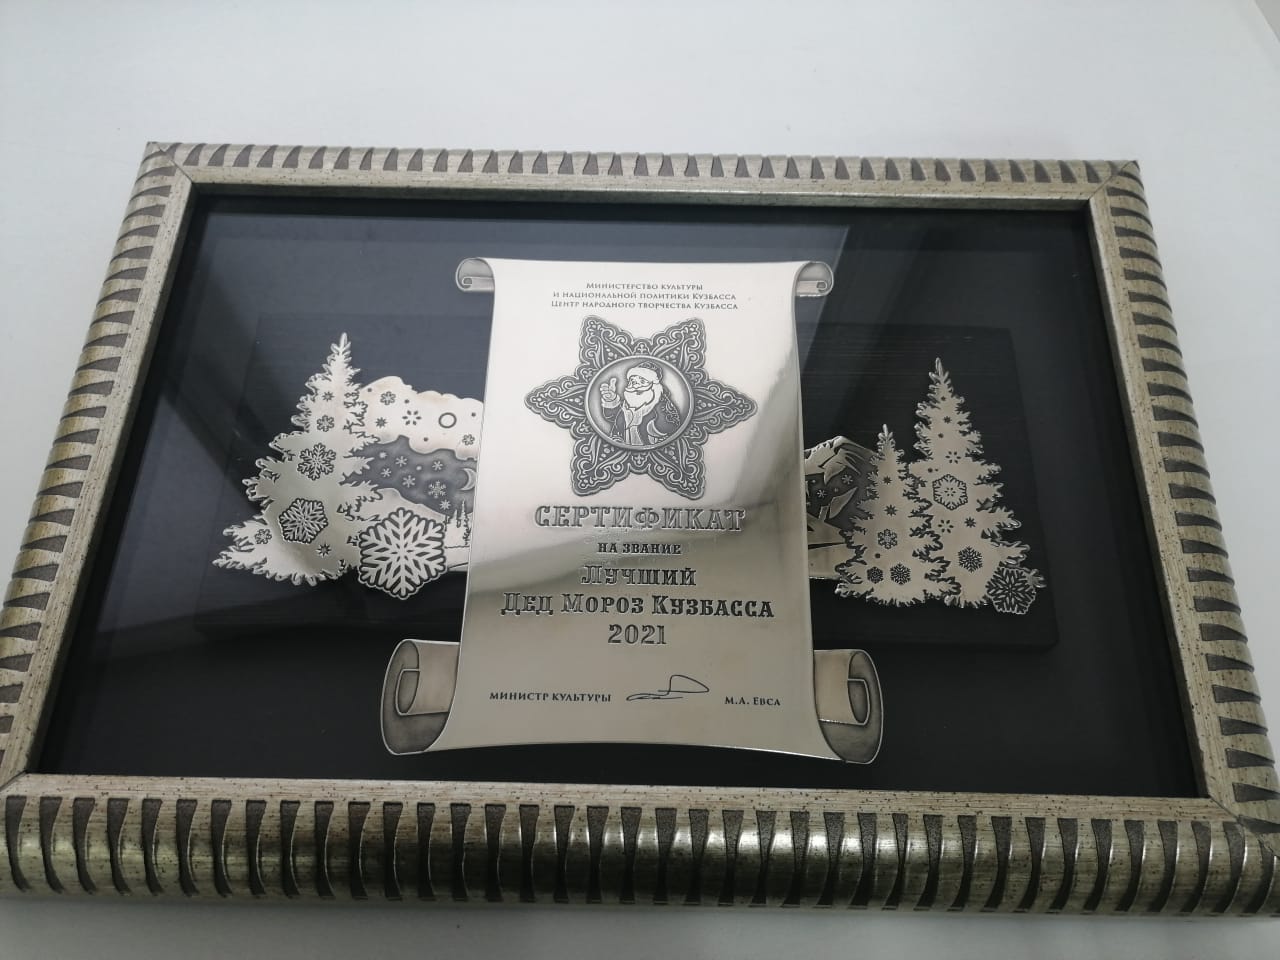 Министерство культуры
и национальной политики Кузбасса
Центр народного творчества Кузбасса
Сертификат
на звание
Лучший
Дед Мороз Кузбасса
2021
министр культуры М.А. Евса